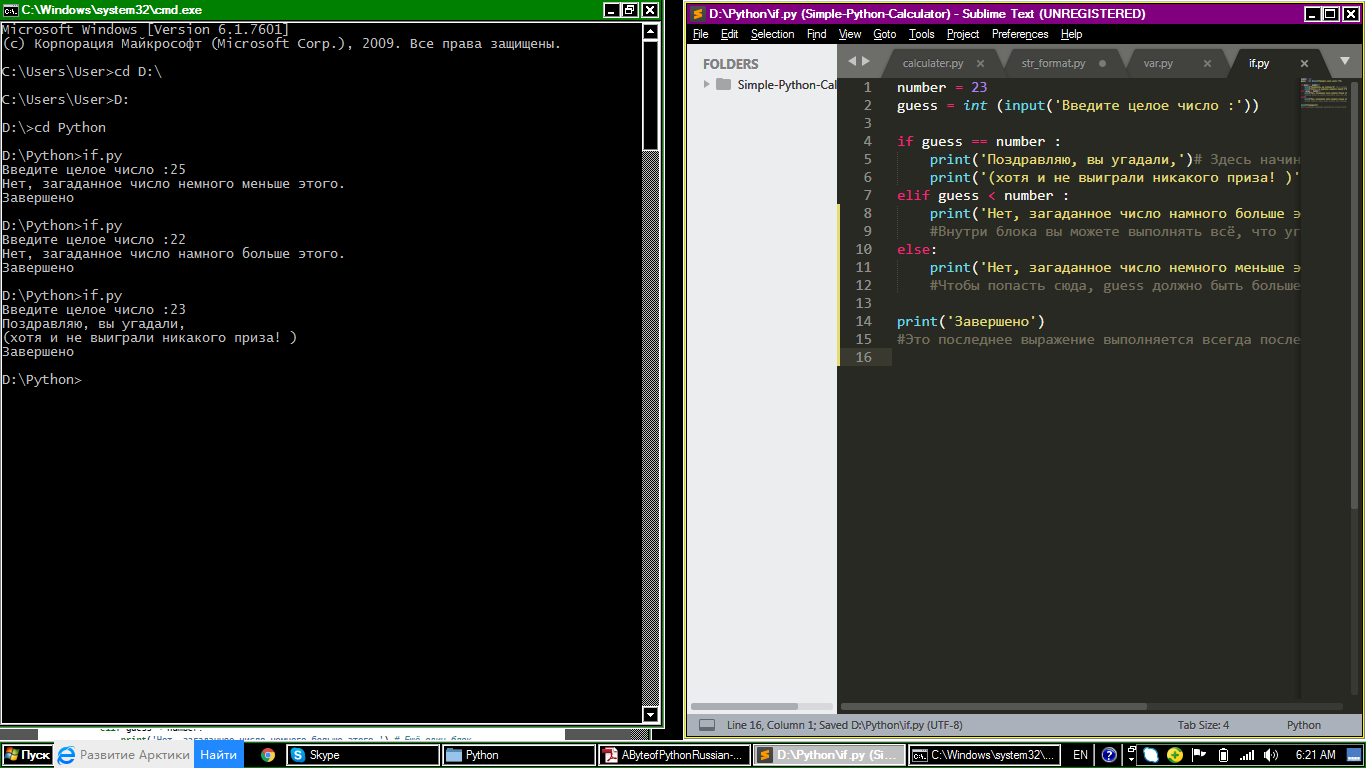 C:\Windows\system32\cmd.exe
Microsoft Windows [Version 6.1.7601]
(c) Корпорация Майкрософт (Microsoft Corp.), 2009. Все права защищены.
C:\Users\User>cd D:\
C:\Users\User>D:
D:\>cd Python
D:\Python>if.py
Введите целое число :25
Нет, загаданное число немного меньше этого.
Завершено
D:\Python>if.py
Введите целое число :22
Нет, загаданное число намного больше этого.
Завершено
D:\Python>if.py
Введите целое число :23
Поздравляю, вы угадали,
(хотя и не выиграли никакого приза! )
Завершено
D:\Python>
D:\Python\if.py (Simple-Python-Calculator) - Sublime Text (UNREGISTERED)
File Edit Selection Find View Goto Tools Project Preferences Help
FOLDERS
Simple-Python-Cal
calculater.py str_format.py var.py if.py
1 number = 23
2 guess = int (input('Введите целое число :'))
3
4 if guess == number :
5 print('Поздравляю, вы угадали,')# Здесь начин
6 print('(хотя и не выиграли никакого приза! )'
7 elif guess < number :
8 print('Нет, загаданное число намного больше э
9 #Внутри блока вы можете выполнять всё, что уг
10 else:
11 print('Нет, загаданное число немного меньше э
12 #Чтобы попасть сюда, guess должно быть больше
13
14 print('Завершено')
15 #Это последнее выражение выполняется всегда после
16
Line 16, Column 1; Saved D:\Python\if.py (UTF-8) Tab Size: 4 Python
Пуск Развитие Арктики Найти Skype Python AByteofPythonRussian-... D:\Python\if.py (Si... C:\Windows\system3... EN 6:21 AM